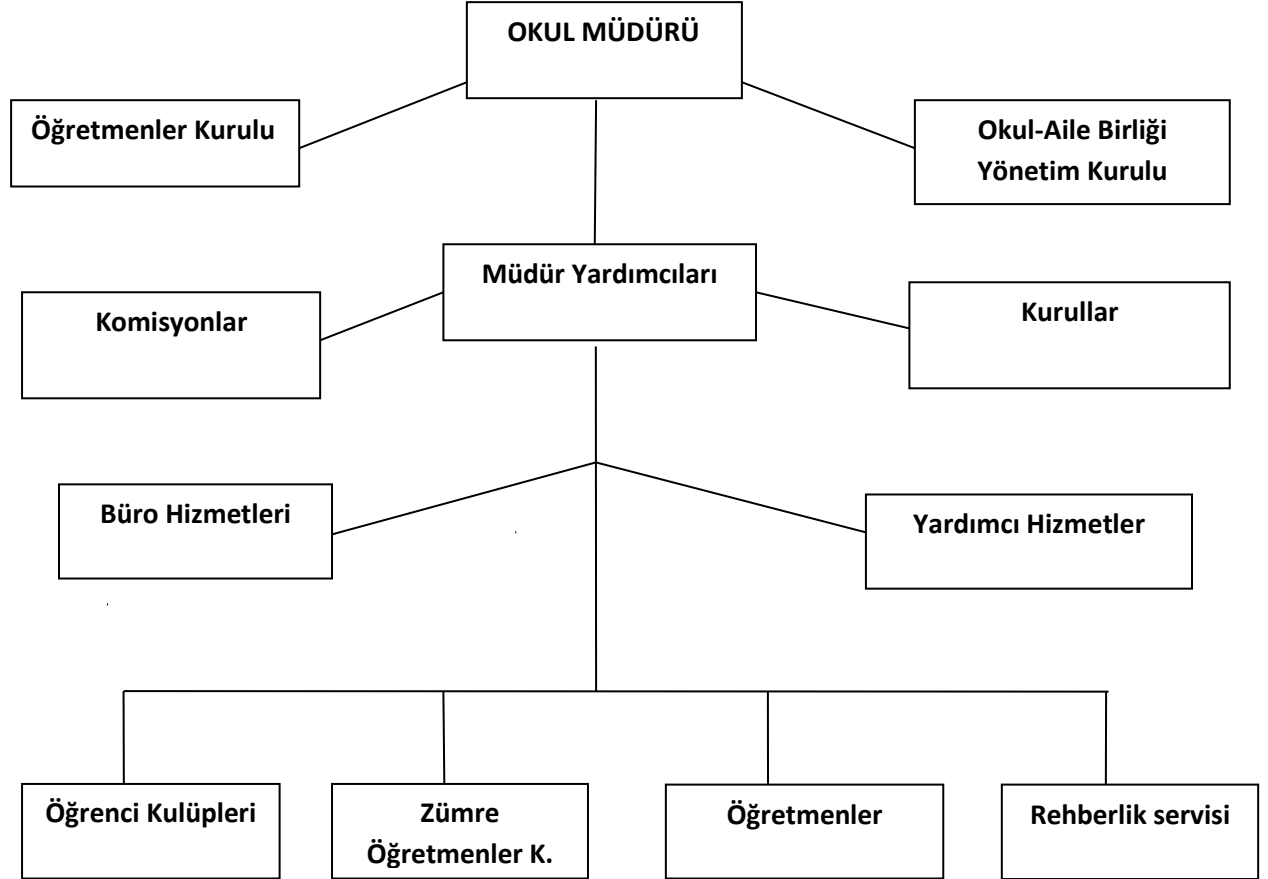 OKUL MÜDÜRÜ
Öğretmenler Kurulu
Okul-Aile Birliği
Yönetim Kurulu
Müdür Yardımcıları
Komisyonlar
Kurullar
Büro Hizmetleri
Yardımcı Hizmetler
Öğrenci Kulüpleri
Zümre
Öğretmenler K.
Öğretmenler
Rehberlik servisi